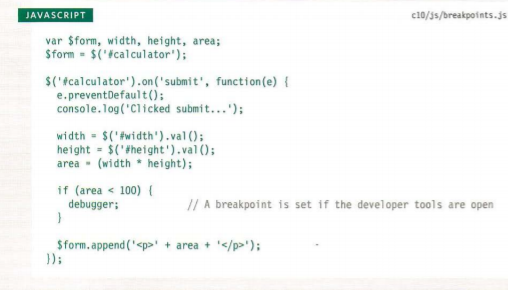 JAVASCRIPT c10/js/breakpoints.js
var $form, width, height, area;
$form = $('#calculator');
$('#calculator').on('submit', function(e) {
e.preventDefault();
console.log('Clicked submit...');
width = $('#width').val();
height = $('#height').val();
area = (width * height);
if (area < 100) {
debugger; // A breakpoint is set if the developer tools are open
}
$form.append('<p>' + area + '</p>');
});